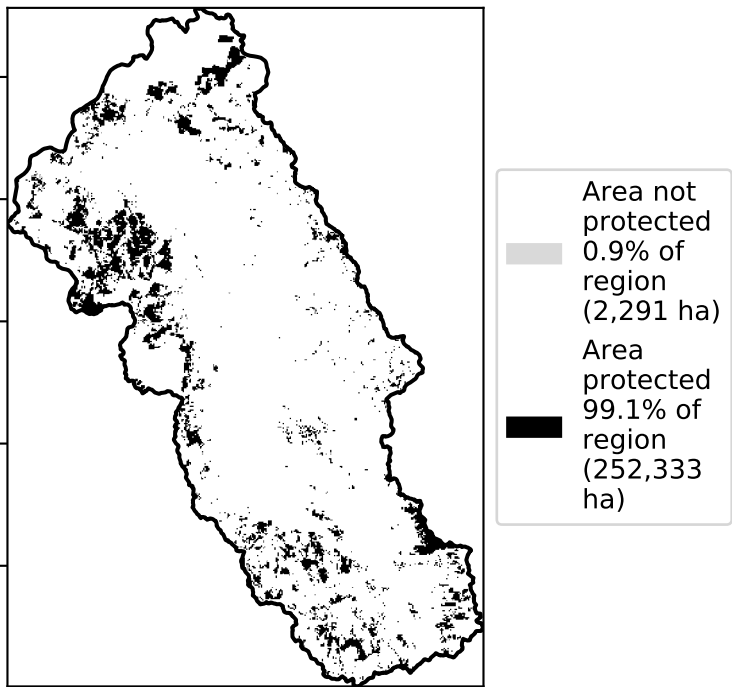 Area not
protected
0.9% of
region
(2,291 ha)
Area
protected
99.1% of
region
(252,333
ha)